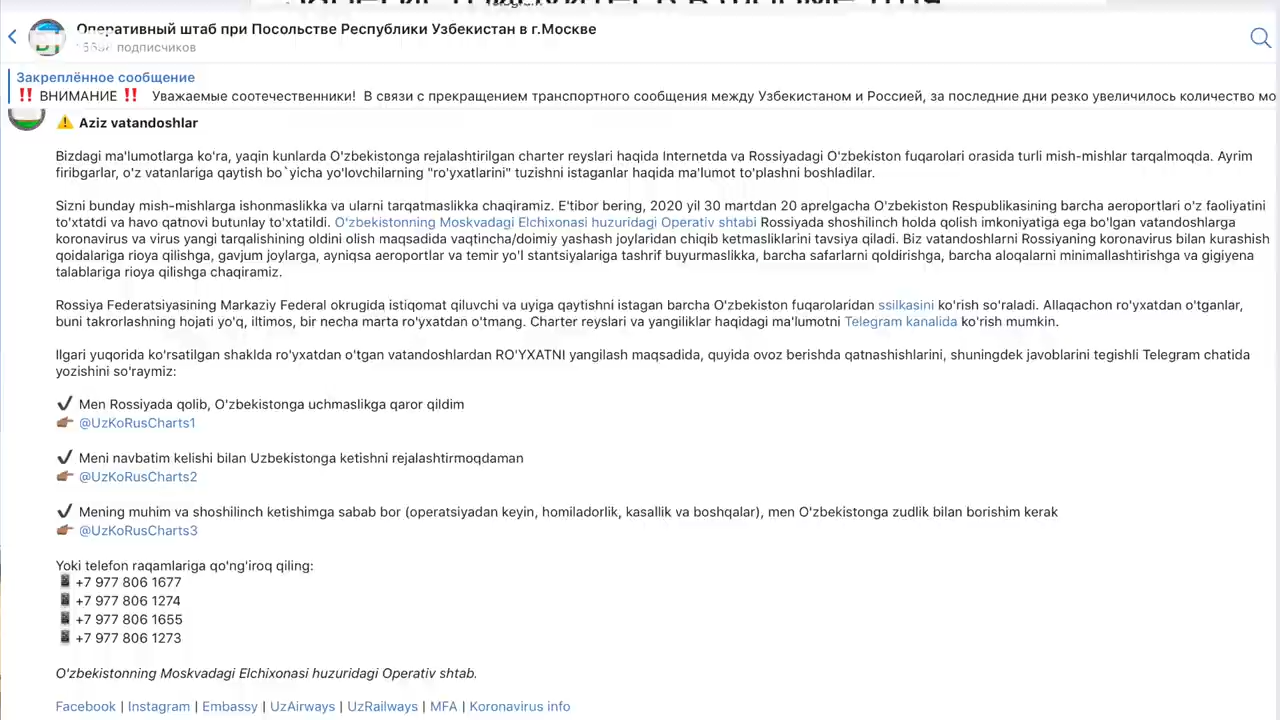 Оперативный штаб при Посольстве Республики Узбекистан в г.Москве
подписчиков
Закреплённое сообщение
‼️ ВНИМАНИЕ ‼️ Уважаемые соотечественники! В связи с прекращением транспортного сообщения между Узбекистаном и Россией, за последние дни резко увеличилось количество мо
⚠️ Aziz vatandoshlar
Bizdagi ma'lumotlarga ko'ra, yaqin kunlarda O'zbekistonga rejalashtirilgan charter reyslari haqida Internetda va Rossiyadagi O'zbekiston fuqarolari orasida turli mish-mishlar tarqalmoqda. Ayrim
firibgarlar, o'z vatanlariga qaytish bo`yicha yo'lovchilarning "ro'yxatlarini" tuzishni istaganlar haqida ma'lumot to'plashni boshladilar.
Sizni bunday mish-mishlarga ishonmaslikka va ularni tarqatmaslikka chaqiramiz. E'tibor bering, 2020 yil 30 martdan 20 aprelgacha O'zbekiston Respublikasining barcha aeroportlari o'z faoliyatini
to'xtatdi va havo qatnovi butunlay to'xtatildi. O'zbekistonning Moskvadagi Elchixonasi huzuridagi Operativ shtabi Rossiyada shoshilinch holda qolish imkoniyatiga ega bo'lgan vatandoshlarga
koronavirus va virus yangi tarqalishining oldini olish maqsadida vaqtincha/doimiy yashash joylaridan chiqib ketmasliklarini tavsiya qiladi. Biz vatandoshlarni Rossiyaning koronavirus bilan kurashish
qoidalariga rioya qilishga, gavjum joylarga, ayniqsa aeroportlar va temir yo'l stantsiyalariga tashrif buyurmaslikka, barcha safarlarni qoldirishga, barcha aloqalarni minimallashtirishga va gigiyena
talablariga rioya qilishga chaqiramiz.
Rossiya Federatsiyasining Markaziy Federal okrugida istiqomat qiluvchi va uyiga qaytishni istagan barcha O'zbekiston fuqarolaridan ssilkasini ko'rish so'raladi. Allaqachon ro'yxatdan o'tganlar,
buni takrorlashning hojati yo'q, iltimos, bir necha marta ro'yxatdan o'tmang. Charter reyslari va yangiliklar haqidagi ma'lumotni Telegram kanalida ko'rish mumkin.
Ilgari yuqorida ko'rsatilgan shaklda ro'yxatdan o'tgan vatandoshlardan RO'YXATNI yangilash maqsadida, quyida ovoz berishda qatnashishlarini, shuningdek javoblarini tegishli Telegram chatida
yozishini so'raymiz:
✔️ Men Rossiyada qolib, O'zbekistonga uchmaslikga qaror qildim
@UzKoRusCharts1
✔️ Meni navbatim kelishi bilan Uzbekistonga ketishni rejalashtirmoqdaman
@UzKoRusCharts2
✔️ Mening muhim va shoshilinch ketishimga sabab bor (operatsiyadan keyin, homiladorlik, kasallik va boshqalar), men O'zbekistonga zudlik bilan borishim kerak
@UzKoRusCharts3
Yoki telefon raqamlariga qo'ng'iroq qiling:
+7 977 806 1677
+7 977 806 1274
+7 977 806 1655
+7 977 806 1273
O'zbekistonning Moskvadagi Elchixonasi huzuridagi Operativ shtab.
Facebook | Instagram | Embassy | UzAirways | UzRailways | MFA | Koronavirus info